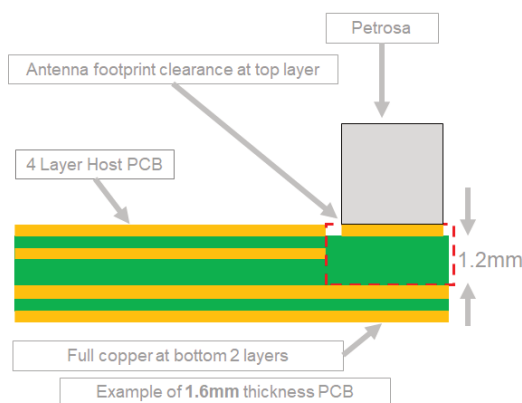 Petrosa
Antenna footprint clearance at top layer
4 Layer Host PCB
1.2mm
Full copper at bottom 2 layers
Example of 1.6mm thickness PCB